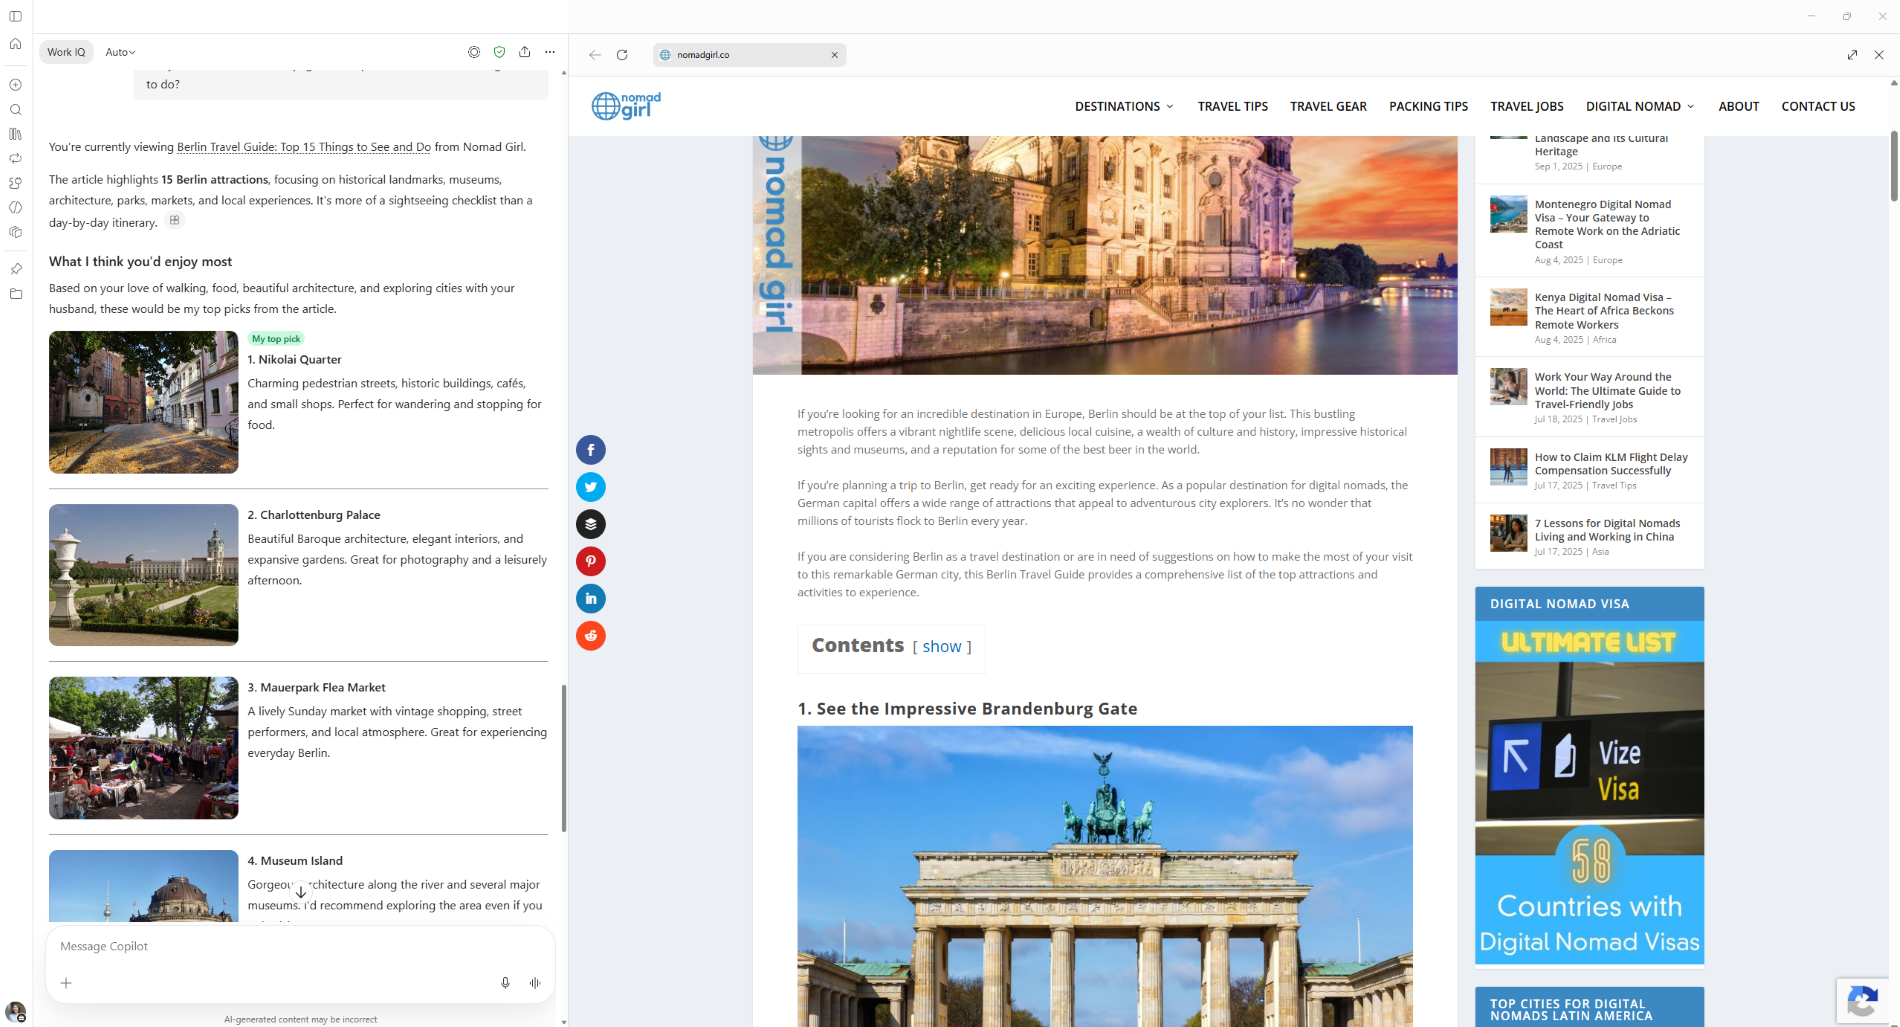 Work IQ
Auto
to do?
You're currently viewing Berlin Travel Guide: Top 15 Things to See and Do from Nomad Girl.
The article highlights 15 Berlin attractions, focusing on historical landmarks, museums,
architecture, parks, markets, and local experiences. It's more of a sightseeing checklist than a
day-by-day itinerary.
What I think you'd enjoy most
Based on your love of walking, food, beautiful architecture, and exploring cities with your
husband, these would be my top picks from the article.
My top pick
1. Nikolai Quarter
Charming pedestrian streets, historic buildings, cafés,
and small shops. Perfect for wandering and stopping for
food.
2. Charlottenburg Palace
Beautiful Baroque architecture, elegant interiors, and
expansive gardens. Great for photography and a leisurely
afternoon.
3. Mauerpark Flea Market
A lively Sunday market with vintage shopping, street
performers, and local atmosphere. Great for experiencing
everyday Berlin.
4. Museum Island
Gorgeous architecture along the river and several major
museums. I'd recommend exploring the area even if you
Message Copilot
AI-generated content may be incorrect
nomadgirl.co
nomad
girl
DESTINATIONS
TRAVEL TIPS
TRAVEL GEAR
PACKING TIPS
TRAVEL JOBS
DIGITAL NOMAD
ABOUT
CONTACT US
nomad girl
If you're looking for an incredible destination in Europe, Berlin should be at the top of your list. This bustling
metropolis offers a vibrant nightlife scene, delicious local cuisine, a wealth of culture and history, impressive historical
sights and museums, and a reputation for some of the best beer in the world.
If you're planning a trip to Berlin, get ready for an exciting experience. As a popular destination for digital nomads, the
German capital offers a wide range of attractions that appeal to adventurous city explorers. It's no wonder that
millions of tourists flock to Berlin every year.
If you are considering Berlin as a travel destination or are in need of suggestions on how to make the most of your visit
to this remarkable German city, this Berlin Travel Guide provides a comprehensive list of the top attractions and
activities to experience.
Contents [ show ]
1. See the Impressive Brandenburg Gate
Landscape and its Cultural
Heritage
Sep 1, 2025 | Europe
Montenegro Digital Nomad
Visa – Your Gateway to
Remote Work on the Adriatic
Coast
Aug 4, 2025 | Europe
Kenya Digital Nomad Visa –
The Heart of Africa Beckons
Remote Workers
Aug 4, 2025 | Africa
Work Your Way Around the
World: The Ultimate Guide to
Travel-Friendly Jobs
Jul 18, 2025 | Travel Jobs
How to Claim KLM Flight Delay
Compensation Successfully
Jul 17, 2025 | Travel Tips
7 Lessons for Digital Nomads
Living and Working in China
Jul 17, 2025 | Asia
DIGITAL NOMAD VISA
ULTIMATE LIST
Vize
Visa
58
Countries with
Digital Nomad Visas
TOP CITIES FOR DIGITAL
NOMADS LATIN AMERICA